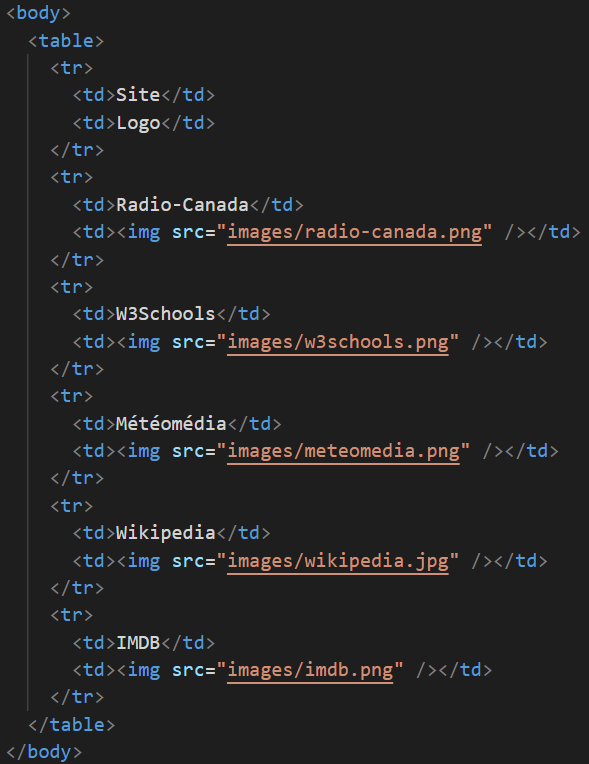 <body>
  <table>
    <tr>
      <td>Site</td>
      <td>Logo</td>
    </tr>
    <tr>
      <td>Radio-Canada</td>
      <td><img src="images/radio-canada.png" /></td>
    </tr>
    <tr>
      <td>W3Schools</td>
      <td><img src="images/w3schools.png" /></td>
    </tr>
    <tr>
      <td>Météomédia</td>
      <td><img src="images/meteomedia.png" /></td>
    </tr>
    <tr>
      <td>Wikipedia</td>
      <td><img src="images/wikipedia.jpg" /></td>
    </tr>
    <tr>
      <td>IMDB</td>
      <td><img src="images/imdb.png" /></td>
    </tr>
  </table>
</body>